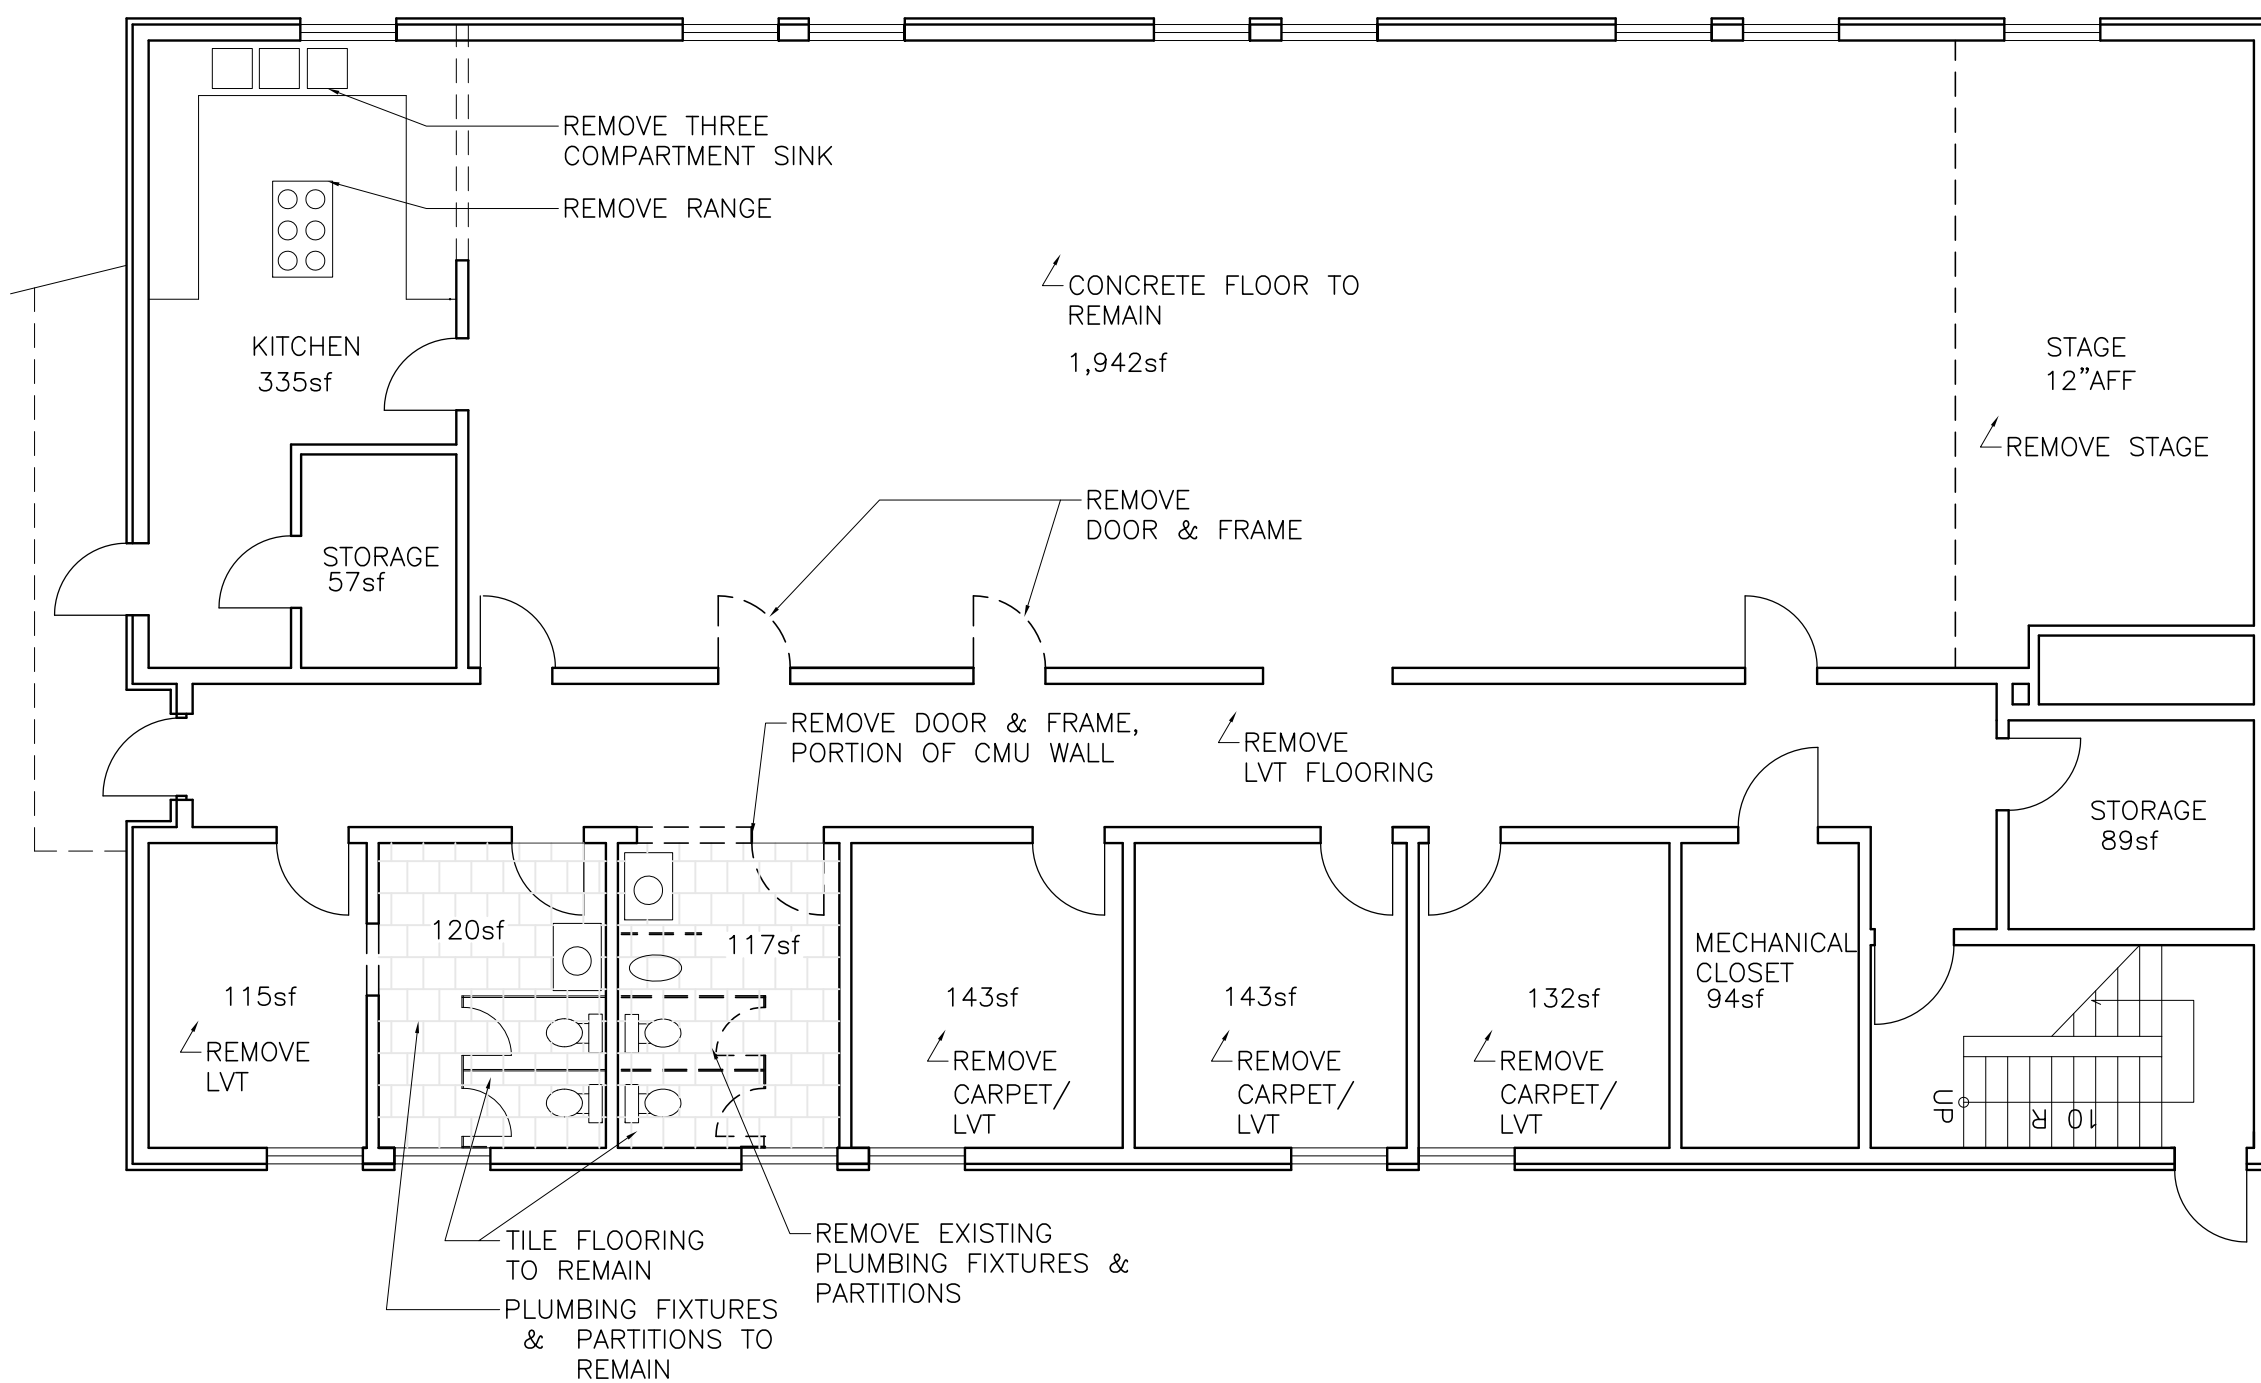 REMOVE THREE
COMPARTMENT SINK
REMOVE RANGE
CONCRETE FLOOR TO
REMAIN
1,942sf
KITCHEN
335sf
STAGE
12”AFF
REMOVE STAGE
REMOVE
DOOR & FRAME
STORAGE
57sf
REMOVE DOOR & FRAME,
PORTION OF CMU WALL
REMOVE
LVT FLOORING
STORAGE
89sf
120sf
117sf
MECHANICAL
CLOSET
94sf
115sf
REMOVE
LVT
143sf
REMOVE
CARPET/
LVT
143sf
REMOVE
CARPET/
LVT
132sf
REMOVE
CARPET/
LVT
UP
10 R
TILE FLOORING
TO REMAIN
REMOVE EXISTING
PLUMBING FIXTURES &
PARTITIONS
PLUMBING FIXTURES
& PARTITIONS TO
REMAIN